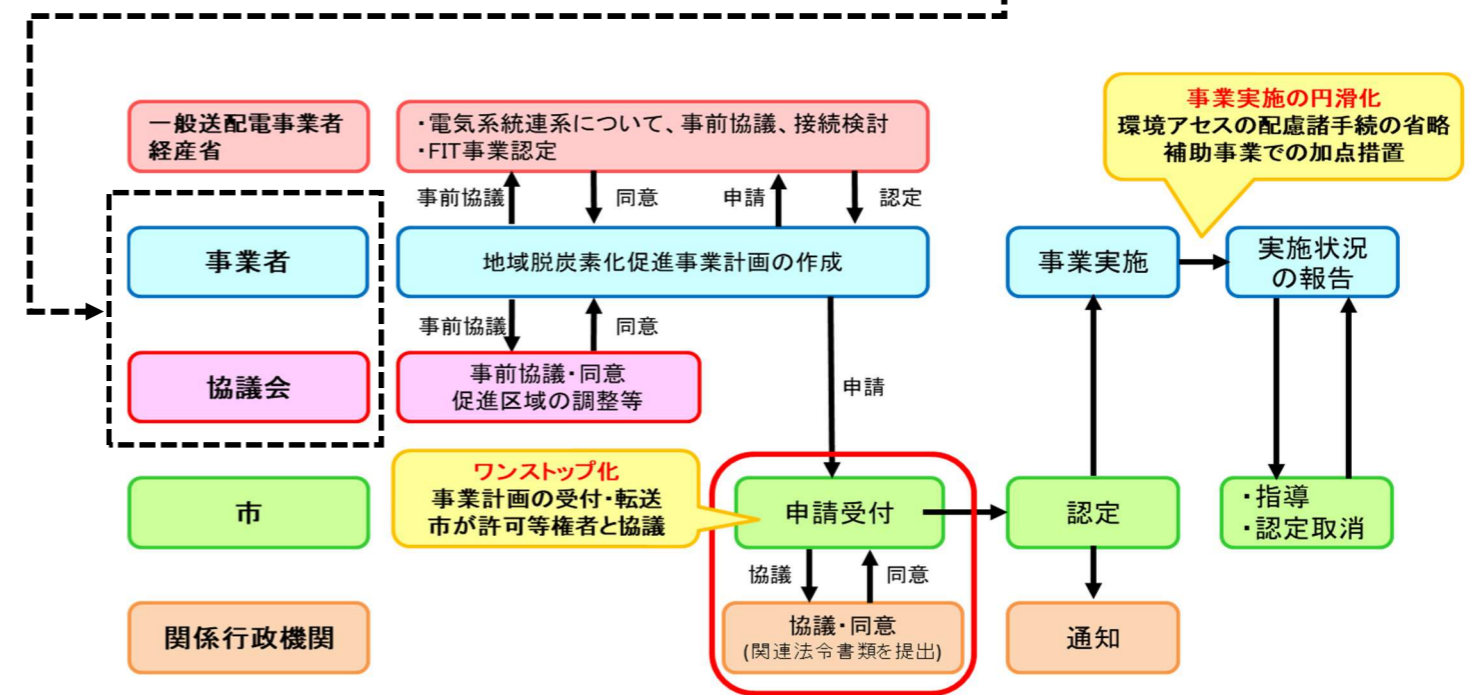 一般送配電事業者
経産省
・電気系統連系について、事前協議、接続検討
・FIT事業認定
事業実施の円滑化
環境アセスの配慮諸手続の省略
補助事業での加点措置
事前協議
同意
申請
認定
事業者
地域脱炭素化促進事業計画の作成
事業実施
実施状況
の報告
事前協議
同意
協議会
事前協議・同意
促進区域の調整等
申請
ワンストップ化
事業計画の受付・転送
市が許可等権者と協議
市
申請受付
認定
・指導
・認定取消
協議
同意
関係行政機関
協議・同意
(関連法令書類を提出)
通知